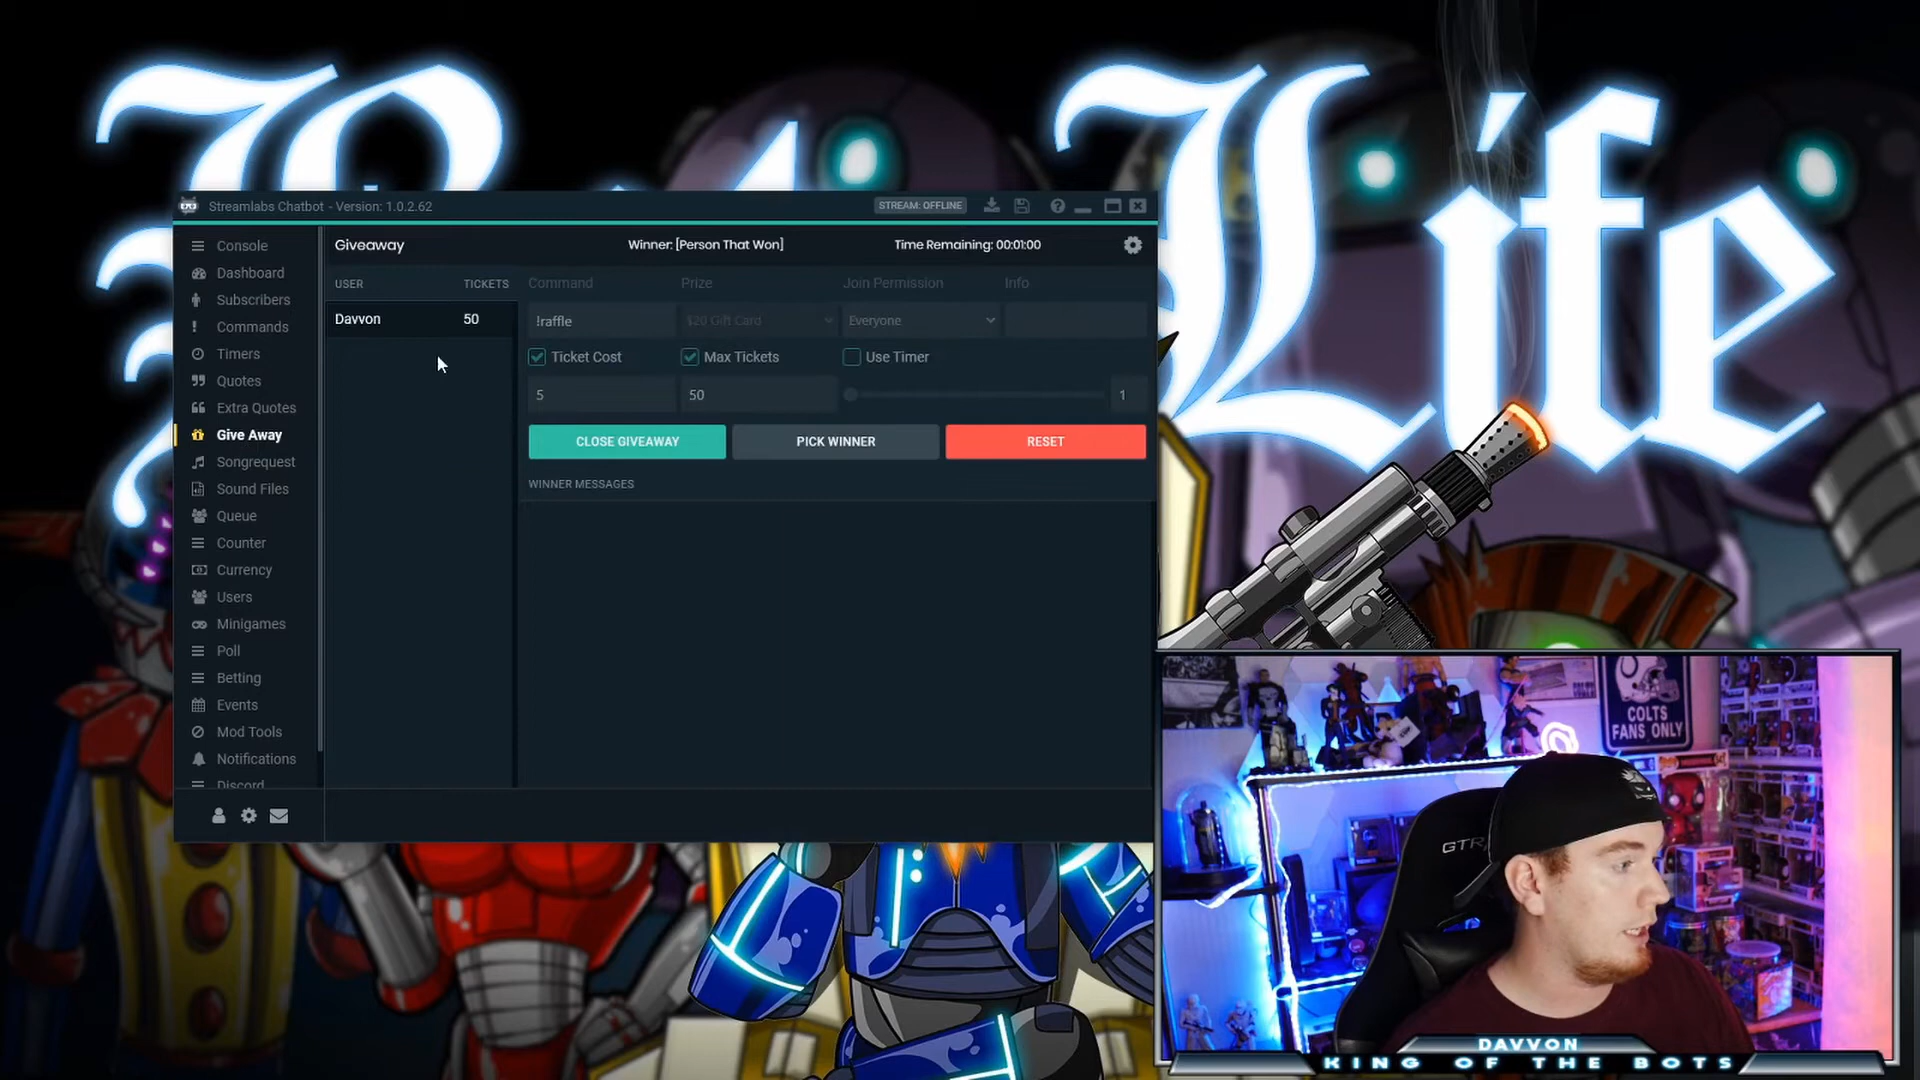 Life
Streamlabs Chatbot - Version: 1.0.2.62
STREAM: OFFLINE
Console
Dashboard
Subscribers
Commands
Timers
Quotes
Extra Quotes
Give Away
Songrequest
Sound Files
Queue
Counter
Currency
Users
Minigames
Poll
Betting
Events
Mod Tools
Notifications
Discord
Giveaway
Winner: [Person That Won]
Time Remaining: 00:01:00
USER TICKETS
Davvon 50
Command Prize Join Permission Info
!raffle $20 Gift Card Everyone
Ticket Cost Max Tickets Use Timer
5 50 1
CLOSE GIVEAWAY PICK WINNER RESET
WINNER MESSAGES
COLTS
FANS ONLY
DAVVON
KING OF THE BOTS